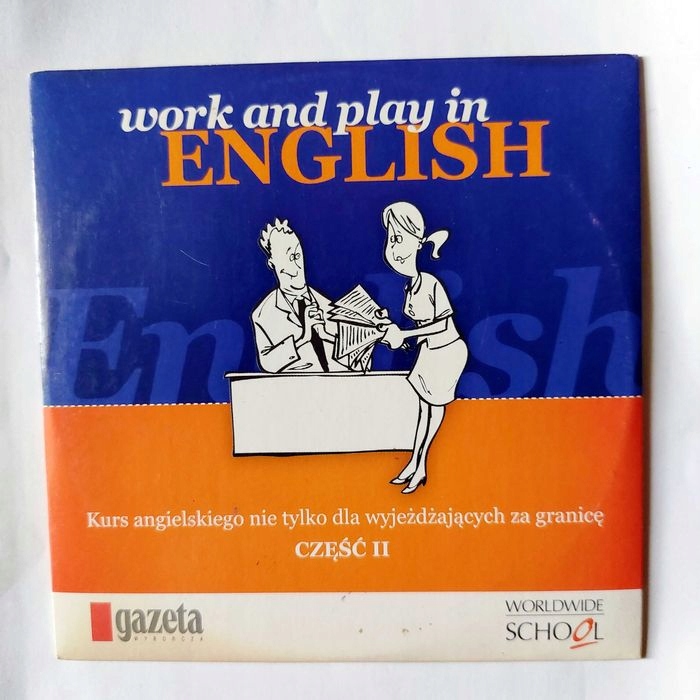 work and play in
ENGLISH
English
Kurs angielskiego nie tylko dla wyjeżdżających za granicę
CZĘŚĆ II
gazeta
WYBORCZA
WORLDWIDE
SCHOOL